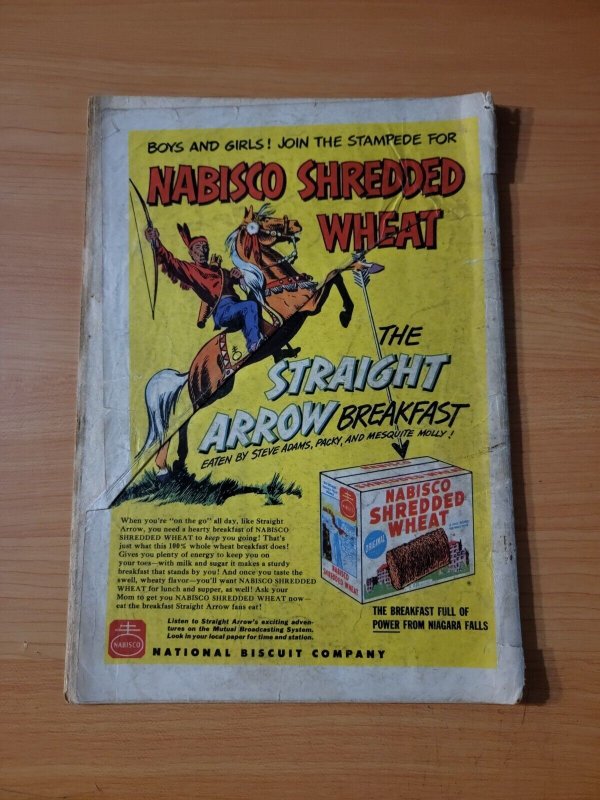 BOYS AND GIRLS! JOIN THE STAMPEDE FOR
NABISCO SHREDDED
WHEAT
THE
STRAIGHT
ARROW BREAKFAST
EATEN BY STEVE ADAMS, PACKY, AND MESQUITE MOLLY!
When you're "on the go" all day, like Straight
Arrow, you need a hearty breakfast of NABISCO
SHREDDED WHEAT to keep you going! That's
just what this 100% whole wheat breakfast does!
Gives you plenty of energy to keep you on
your toes—with milk and sugar it makes a sturdy
breakfast that stands by you! And once you taste the
swell, wheaty flavor—you'll want NABISCO SHREDDED
WHEAT for lunch and supper, as well! Ask your
Mom to get you NABISCO SHREDDED WHEAT now—
eat the breakfast Straight Arrow fans eat!
NABISCO
SHREDDED WHEAT
NABISCO
SHREDDED
WHEAT
ORIGINAL
NABISCO
SHREDDED WHEAT
THE BREAKFAST FULL OF
POWER FROM NIAGARA FALLS
Listen to Straight Arrow's exciting adven-
tures on the Mutual Broadcasting System.
Look in your local paper for time and station.
NABISCO
NATIONAL BISCUIT COMPANY